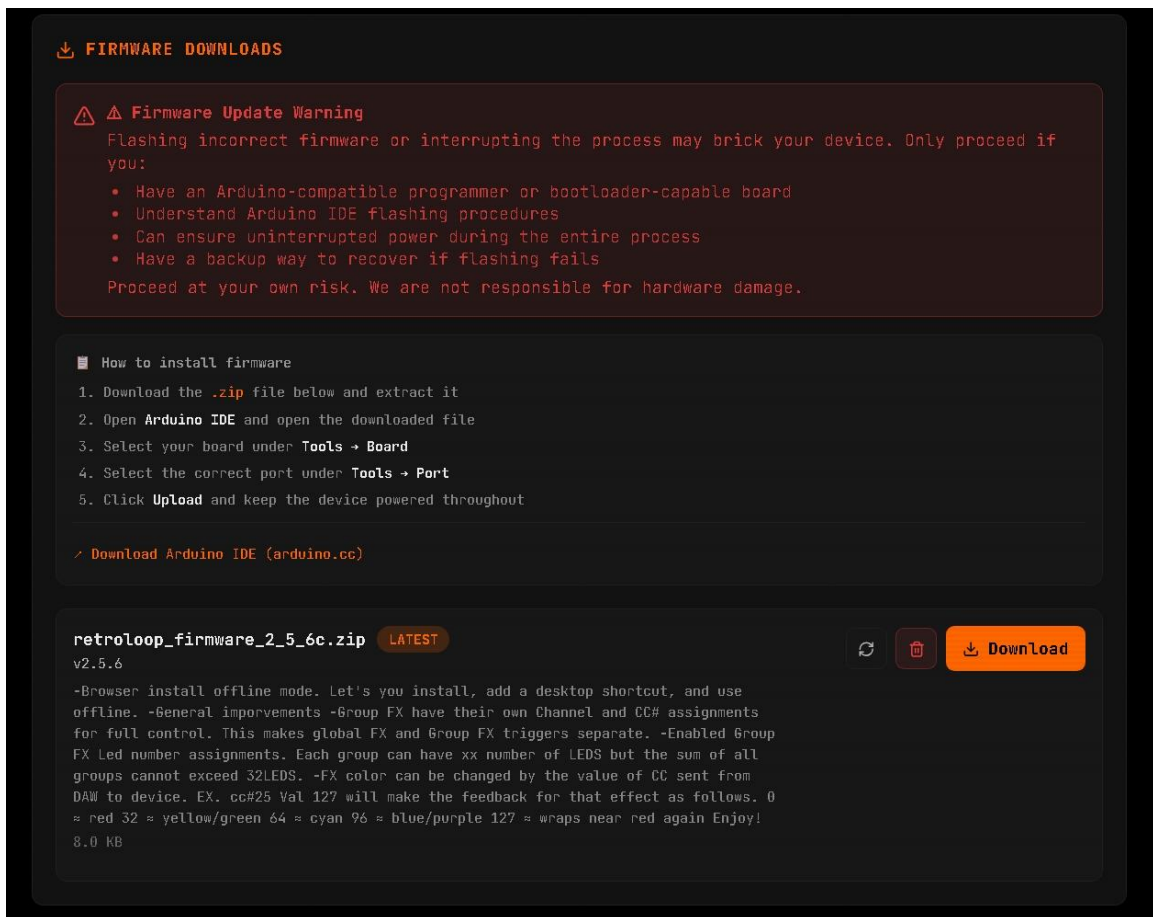 FIRMWARE DOWNLOADS
⚠ Firmware Update Warning
Flashing incorrect firmware or interrupting the process may brick your device. Only proceed if
you:
• Have an Arduino-compatible programmer or bootloader-capable board
• Understand Arduino IDE flashing procedures
• Can ensure uninterrupted power during the entire process
• Have a backup way to recover if flashing fails
Proceed at your own risk. We are not responsible for hardware damage.
📋 How to install firmware
1. Download the .zip file below and extract it
2. Open Arduino IDE and open the downloaded file
3. Select your board under Tools → Board
4. Select the correct port under Tools → Port
5. Click Upload and keep the device powered throughout
↗ Download Arduino IDE (arduino.cc)
retroloop_firmware_2_5_6c.zip LATEST
Download
v2.5.6
-Browser install offline mode. Let's you install, add a desktop shortcut, and use
offline. -General imporvements -Group FX have their own Channel and CC# assignments
for full control. This makes global FX and Group FX triggers separate. -Enabled Group
FX Led number assignments. Each group can have xx number of LEDS but the sum of all
groups cannot exceed 32LEDS. -FX color can be changed by the value of CC sent from
DAW to device. EX. cc#25 Val 127 will make the feedback for that effect as follows. 0
≈ red 32 ≈ yellow/green 64 ≈ cyan 96 ≈ blue/purple 127 ≈ wraps near red again Enjoy!
8.0 KB